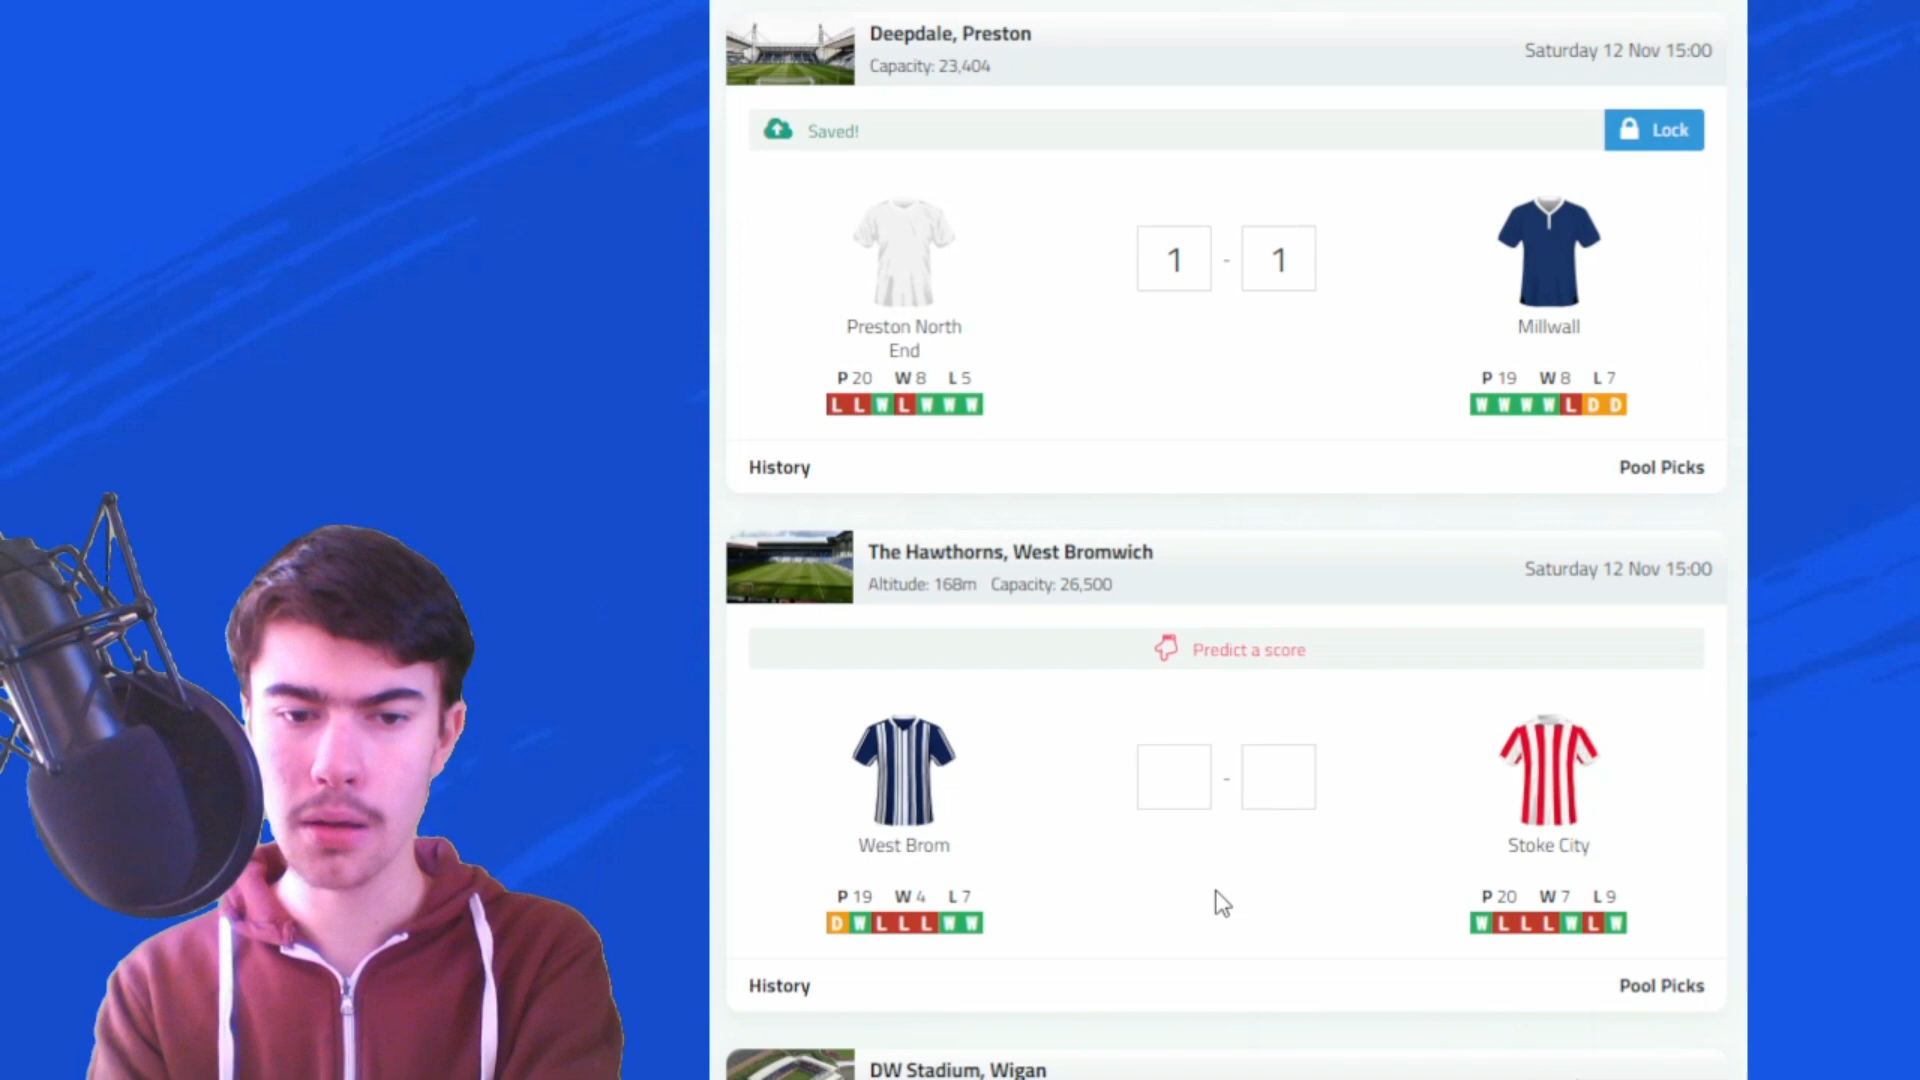 Deepdale, Preston
Capacity: 23,404
Saturday 12 Nov 15:00
Saved!
Lock
1 - 1
Preston North
End
Millwall
P 20 W 8 L 5
P 19 W 8 L 7
L L W L W W W
W W W W L D D
History
Pool Picks
The Hawthorns, West Bromwich
Altitude: 168m Capacity: 26,500
Saturday 12 Nov 15:00
Predict a score
-
West Brom
Stoke City
P 19 W 4 L 7
P 20 W 7 L 9
D W L L L W W
W L L L W L W
History
Pool Picks
DW Stadium, Wigan